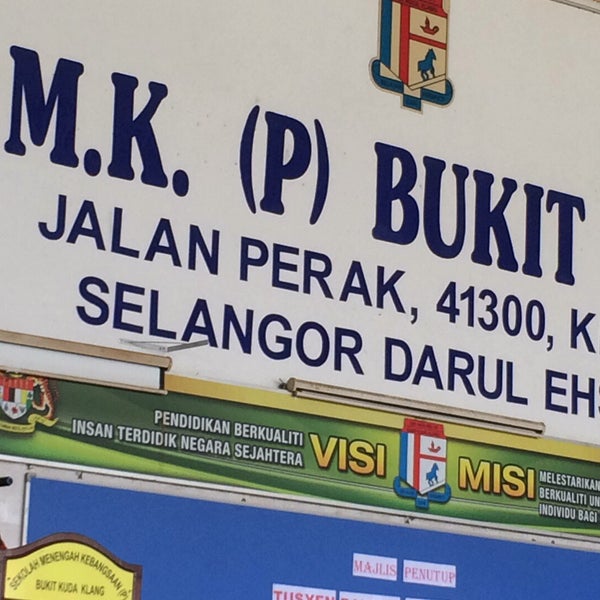 M.K. (P) BUKIT
JALAN PERAK, 41300, K
SELANGOR DARUL EHS
PENDIDIKAN BERKUALITI
INSAN TERDIDIK NEGARA SEJAHTERA
VISI
MISI
MELESTARIKAN
BERKUALITI UN
INDIVIDU BAGI
SEKOLAH MENENGAH KEBANGSAAN (P)
BUKIT KUDA KLANG
MAJLIS PENUTUP